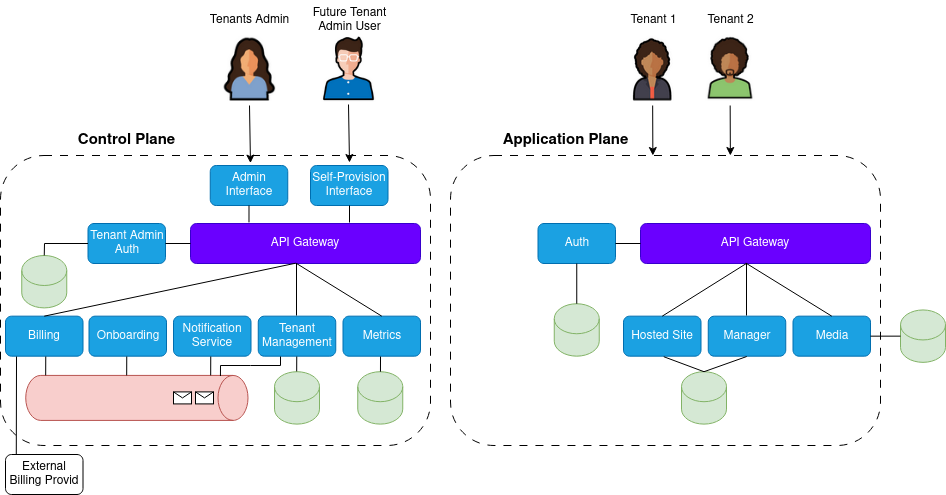 Tenants Admin
Future Tenant
Admin User
Tenant 1
Tenant 2
Control Plane
Application Plane
Admin
Interface
Self-Provision
Interface
Tenant Admin
Auth
API Gateway
Auth
API Gateway
Billing
Onboarding
Notification
Service
Tenant
Management
Metrics
Hosted Site
Manager
Media
External
Billing Provid